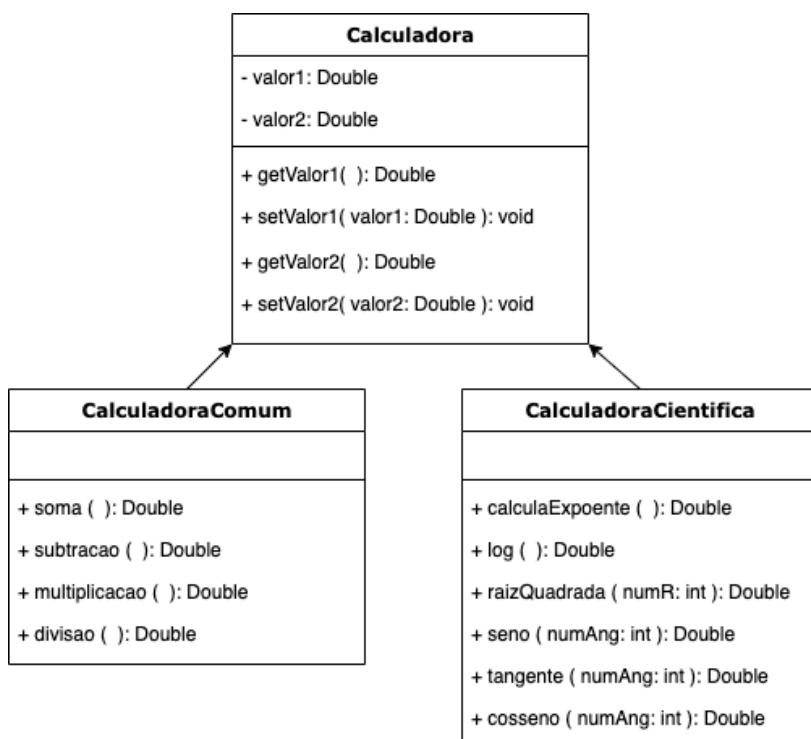 Calculadora
- valor1: Double
- valor2: Double
+ getValor1( ): Double
+ setValor1( valor1: Double ): void
+ getValor2( ): Double
+ setValor2( valor2: Double ): void
CalculadoraComum
+ soma ( ): Double
+ subtracao ( ): Double
+ multiplicacao ( ): Double
+ divisao ( ): Double
CalculadoraCientifica
+ calculaExpoente ( ): Double
+ log ( ): Double
+ raizQuadrada ( numR: int ): Double
+ seno ( numAng: int ): Double
+ tangente ( numAng: int ): Double
+ cosseno ( numAng: int ): Double